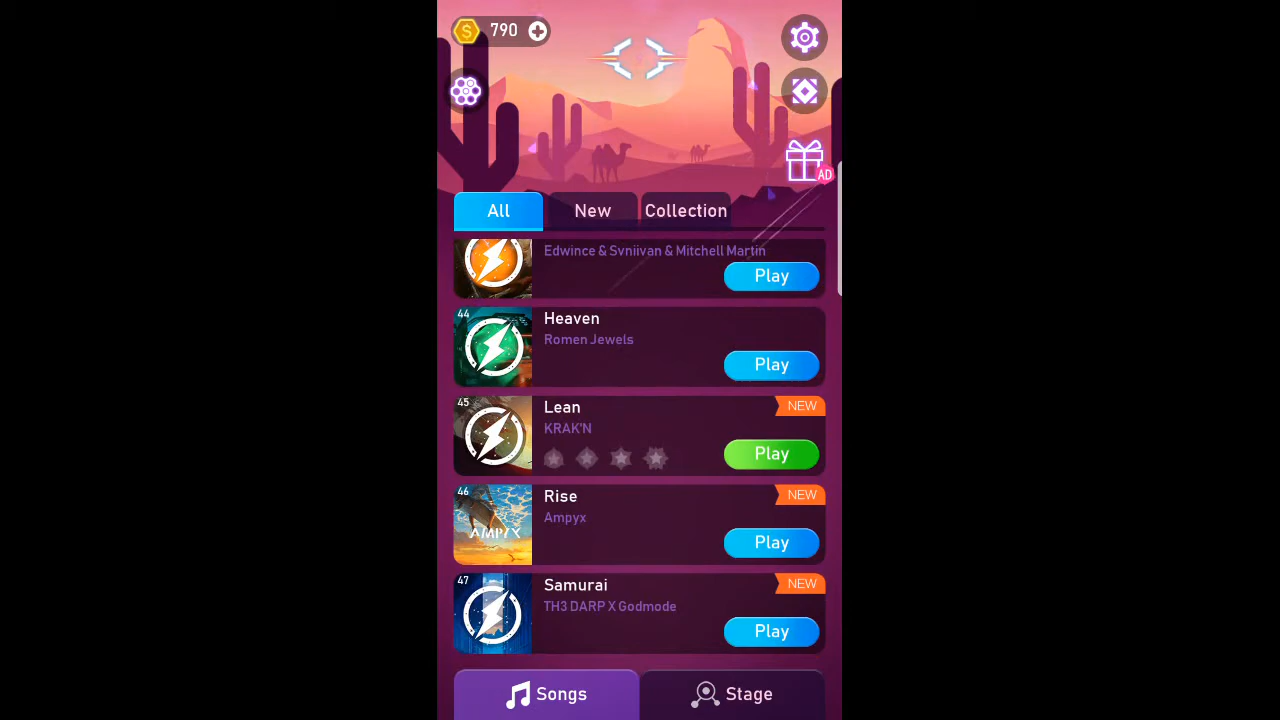 790
AD
All
New
Collection
Edwince & Svniivan & Mitchell Martin
Play
44
Heaven
Romen Jewels
Play
45
Lean
NEW
KRAK'N
Play
46
Rise
NEW
AMPYX
Ampyx
Play
47
Samurai
NEW
TH3 DARP X Godmode
Play
Songs
Stage